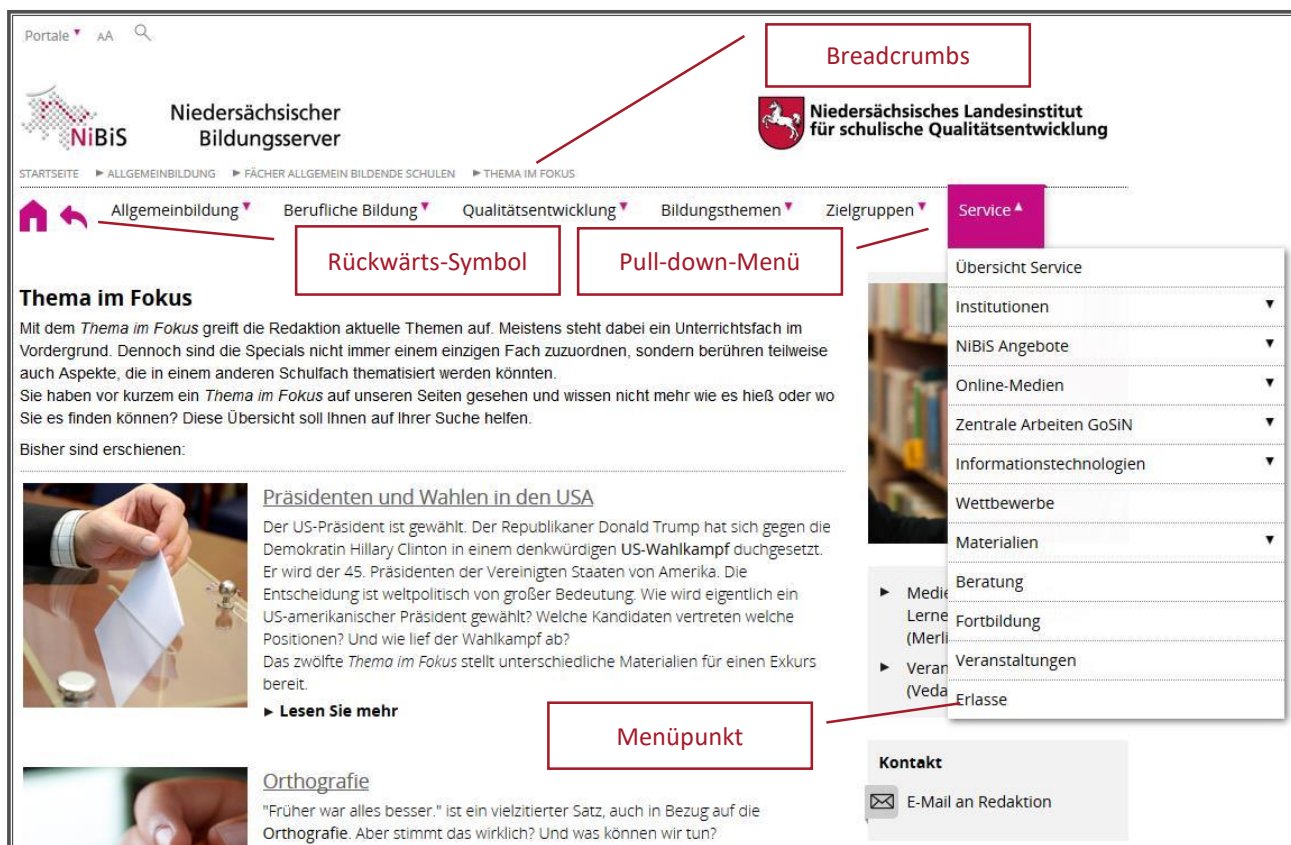 Portale ▼ AA
Breadcrumbs
NiBiS
Niedersächsischer
Bildungsserver
Niedersächsisches Landesinstitut
für schulische Qualitätsentwicklung
STARTSEITE ► ALLGEMEINBILDUNG ► FÄCHER ALLGEMEIN BILDENDE SCHULEN ► THEMA IM FOKUS
Allgemeinbildung ▼ Berufliche Bildung ▼ Qualitätsentwicklung ▼ Bildungsthemen ▼ Zielgruppen ▼ Service ▲
Rückwärts-Symbol
Pull-down-Menü
Übersicht Service
Institutionen ▼
NiBiS Angebote ▼
Online-Medien ▼
Zentrale Arbeiten GoSiN ▼
Informationstechnologien ▼
Wettbewerbe
Materialien ▼
Beratung
Fortbildung
Veranstaltungen
Erlasse
Thema im Fokus
Mit dem Thema im Fokus greift die Redaktion aktuelle Themen auf. Meistens steht dabei ein Unterrichtsfach im
Vordergrund. Dennoch sind die Specials nicht immer einem einzigen Fach zuzuordnen, sondern berühren teilweise
auch Aspekte, die in einem anderen Schulfach thematisiert werden könnten.
Sie haben vor kurzem ein Thema im Fokus auf unseren Seiten gesehen und wissen nicht mehr wie es hieß oder wo
Sie es finden können? Diese Übersicht soll Ihnen auf Ihrer Suche helfen.
Bisher sind erschienen:
Präsidenten und Wahlen in den USA
Der US-Präsident ist gewählt. Der Republikaner Donald Trump hat sich gegen die
Demokratin Hillary Clinton in einem denkwürdigen US-Wahlkampf duchgesetzt.
Er wird der 45. Präsidenten der Vereinigten Staaten von Amerika. Die
Entscheidung ist weltpolitisch von großer Bedeutung. Wie wird eigentlich ein
US-amerikanischer Präsident gewählt? Welche Kandidaten vertreten welche
Positionen? Und wie lief der Wahlkampf ab?
Das zwölfte Thema im Fokus stellt unterschiedliche Materialien für einen Exkurs
bereit.
► Lesen Sie mehr
► Medie
Lerne
(Merli
► Veran
(Veda
Menüpunkt
Orthografie
"Früher war alles besser." ist ein vielzitierter Satz, auch in Bezug auf die
Orthografie. Aber stimmt das wirklich? Und was können wir tun?
Kontakt
E-Mail an Redaktion